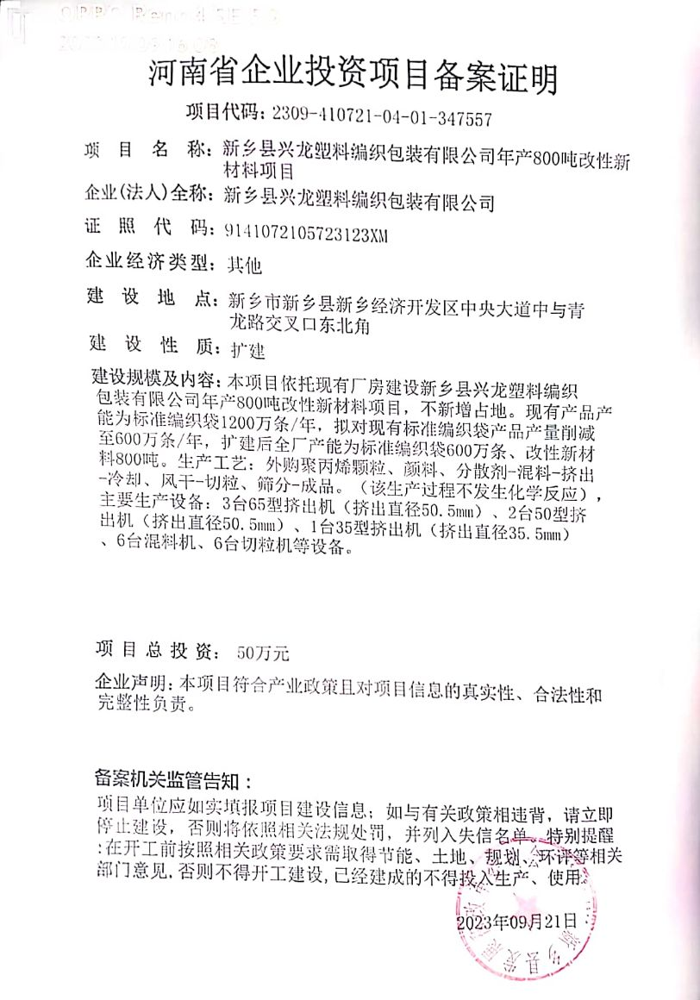 OPPO Reno4 SE 5G
河南省企业投资项目备案证明
项目代码: 2309-410721-04-01-347557
项目名称: 新乡县兴龙塑料编织包装有限公司年产800吨改性新
材料项目
企业(法人)全称: 新乡县兴龙塑料编织包装有限公司
证照代码: 9141072105723123XM
企业经济类型: 其他
建设地点: 新乡市新乡县新乡经济开发区中央大道中与青
龙路交叉口东北角
建设性质: 扩建
建设规模及内容: 本项目依托现有厂房建设新乡县兴龙塑料编织
包装有限公司年产800吨改性新材料项目，不新增占地。现有产品产
能为标准编织袋1200万条/年，拟对现有标准编织袋产品产量削减
至600万条/年，扩建后全厂产能为标准编织袋600万条、改性新材
料800吨。生产工艺：外购聚丙烯颗粒、颜料、分散剂-混料-挤出
-冷却、风干-切粒、筛分-成品。（该生产过程不发生化学反应），
主要生产设备：3台65型挤出机（挤出直径50.5mm）、2台50型挤
出机（挤出直径50.5mm）、1台35型挤出机（挤出直径35.5mm）
、6台混料机、6台切粒机等设备。
项目总投资: 50万元
企业声明: 本项目符合产业政策且对项目信息的真实性、合法性和
完整性负责。
备案机关监管告知：
项目单位应如实填报项目建设信息；如与有关政策相违背，请立即
停止建设，否则将依照相关法规处罚，并列入失信名单。特别提醒
:在开工前按照相关政策要求需取得节能、土地、规划、环评等相关
部门意见,否则不得开工建设,已经建成的不得投入生产、使用。
2023年09月21日